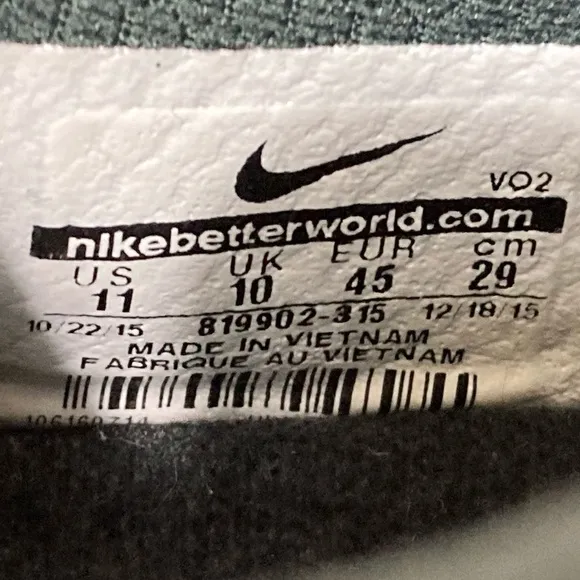 VO2
nikebetterworld.com
US UK EUR cm
11 10 45 29
10/22/15 819902-315 12/18/15
MADE IN VIETNAM
FABRIQUE AU VIETNAM